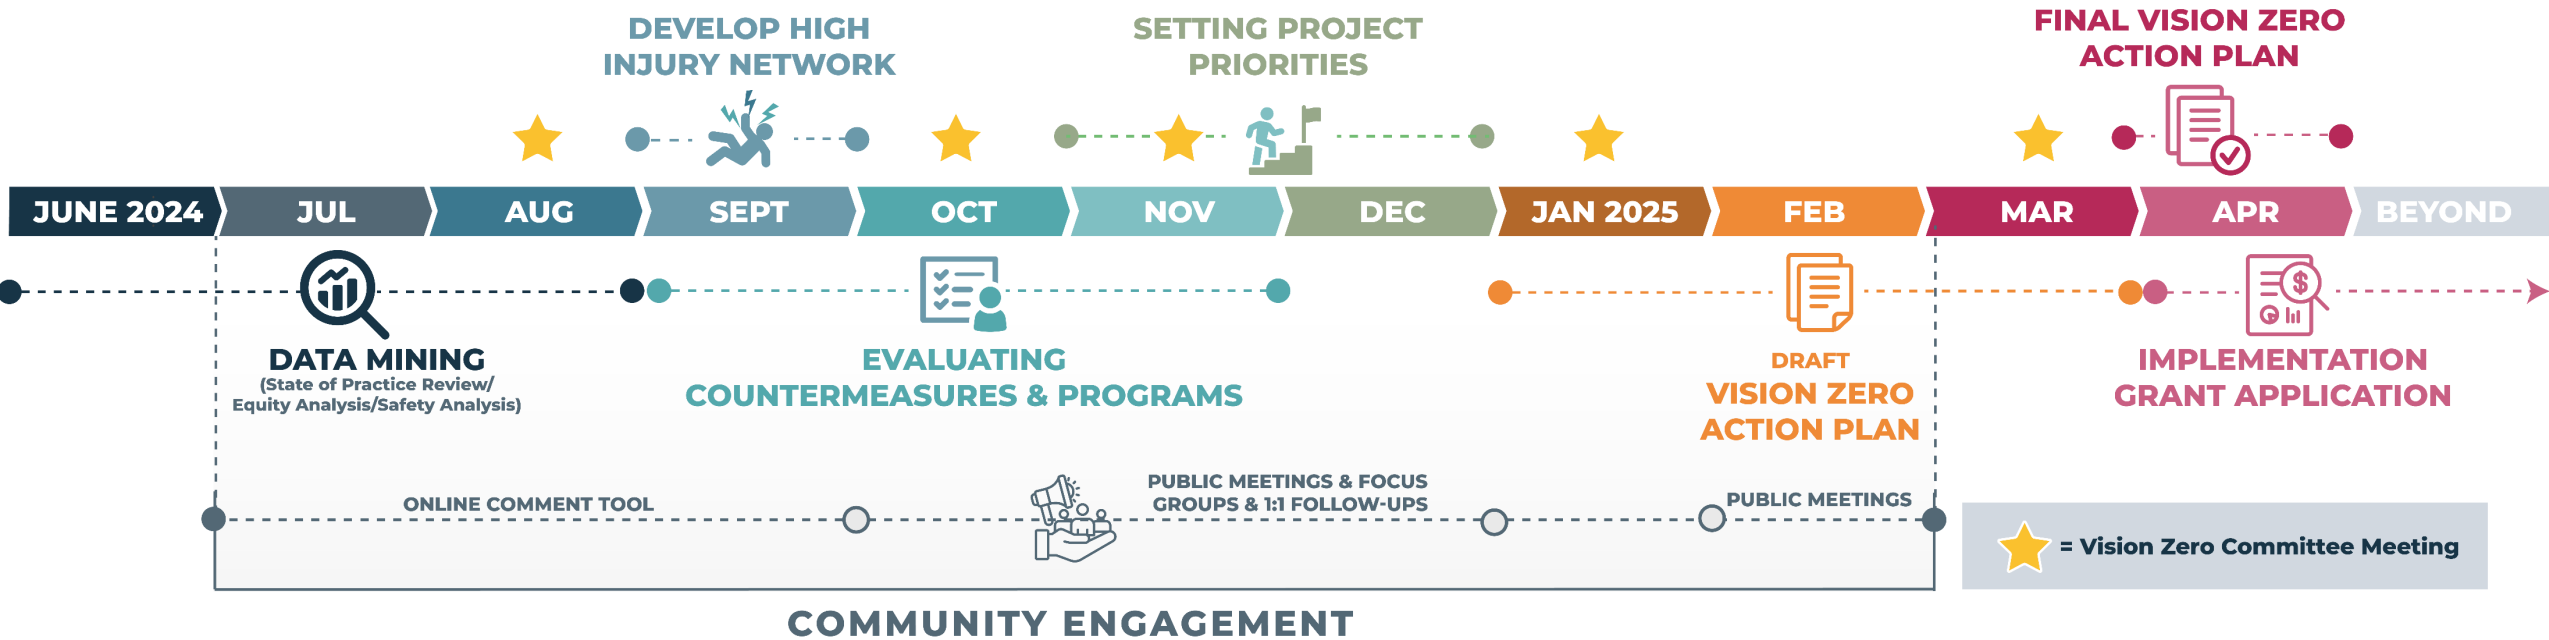 DEVELOP HIGH
INJURY NETWORK
SETTING PROJECT
PRIORITIES
FINAL VISION ZERO
ACTION PLAN
JUNE 2024
JUL
AUG
SEPT
OCT
NOV
DEC
JAN 2025
FEB
MAR
APR
BEYOND
DATA MINING
(State of Practice Review/
Equity Analysis/Safety Analysis)
EVALUATING
COUNTERMEASURES & PROGRAMS
DRAFT
VISION ZERO
ACTION PLAN
$
IMPLEMENTATION
GRANT APPLICATION
ONLINE COMMENT TOOL
PUBLIC MEETINGS & FOCUS
GROUPS & 1:1 FOLLOW-UPS
PUBLIC MEETINGS
= Vision Zero Committee Meeting
COMMUNITY ENGAGEMENT